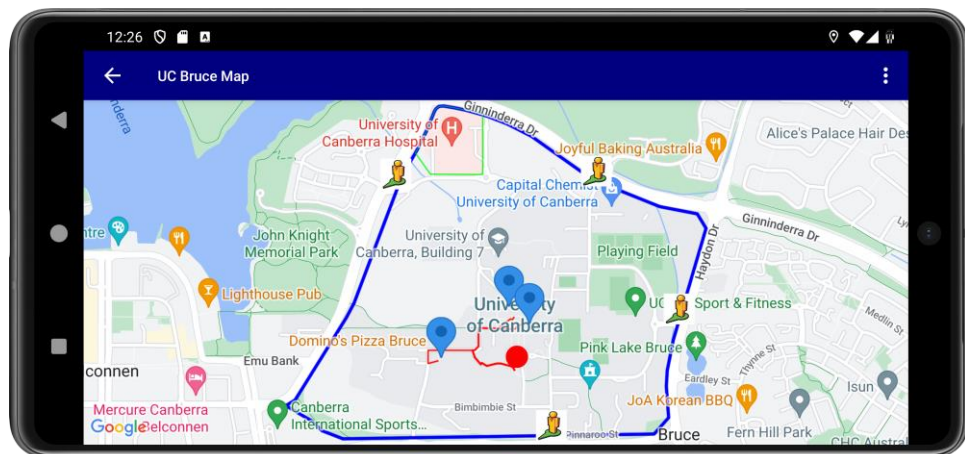 12:26
UC Bruce Map
Ginninderra Dr
University of
Canberra Hospital
Joyful Baking Australia
Alice's Palace Hair Des
Capital Chemist
University of Canberra
Ginninderra Dr
ntre
John Knight
Memorial Park
University of
Canberra, Building 7
Playing Field
Haydon Dr
Lighthouse Pub
University
of Canberra
UC Sport & Fitness
Medlin St
Domino's Pizza Bruce
Pink Lake Bruce
Thynne St
Emu Bank
connen
Eardley St
Isun
Mercure Canberra
Belconnen
Google
Canberra
International Sports...
Bimbimbie St
JoA Korean BBQ
Pinnaroo St
Bruce
Fern Hill Park
CHC Austral